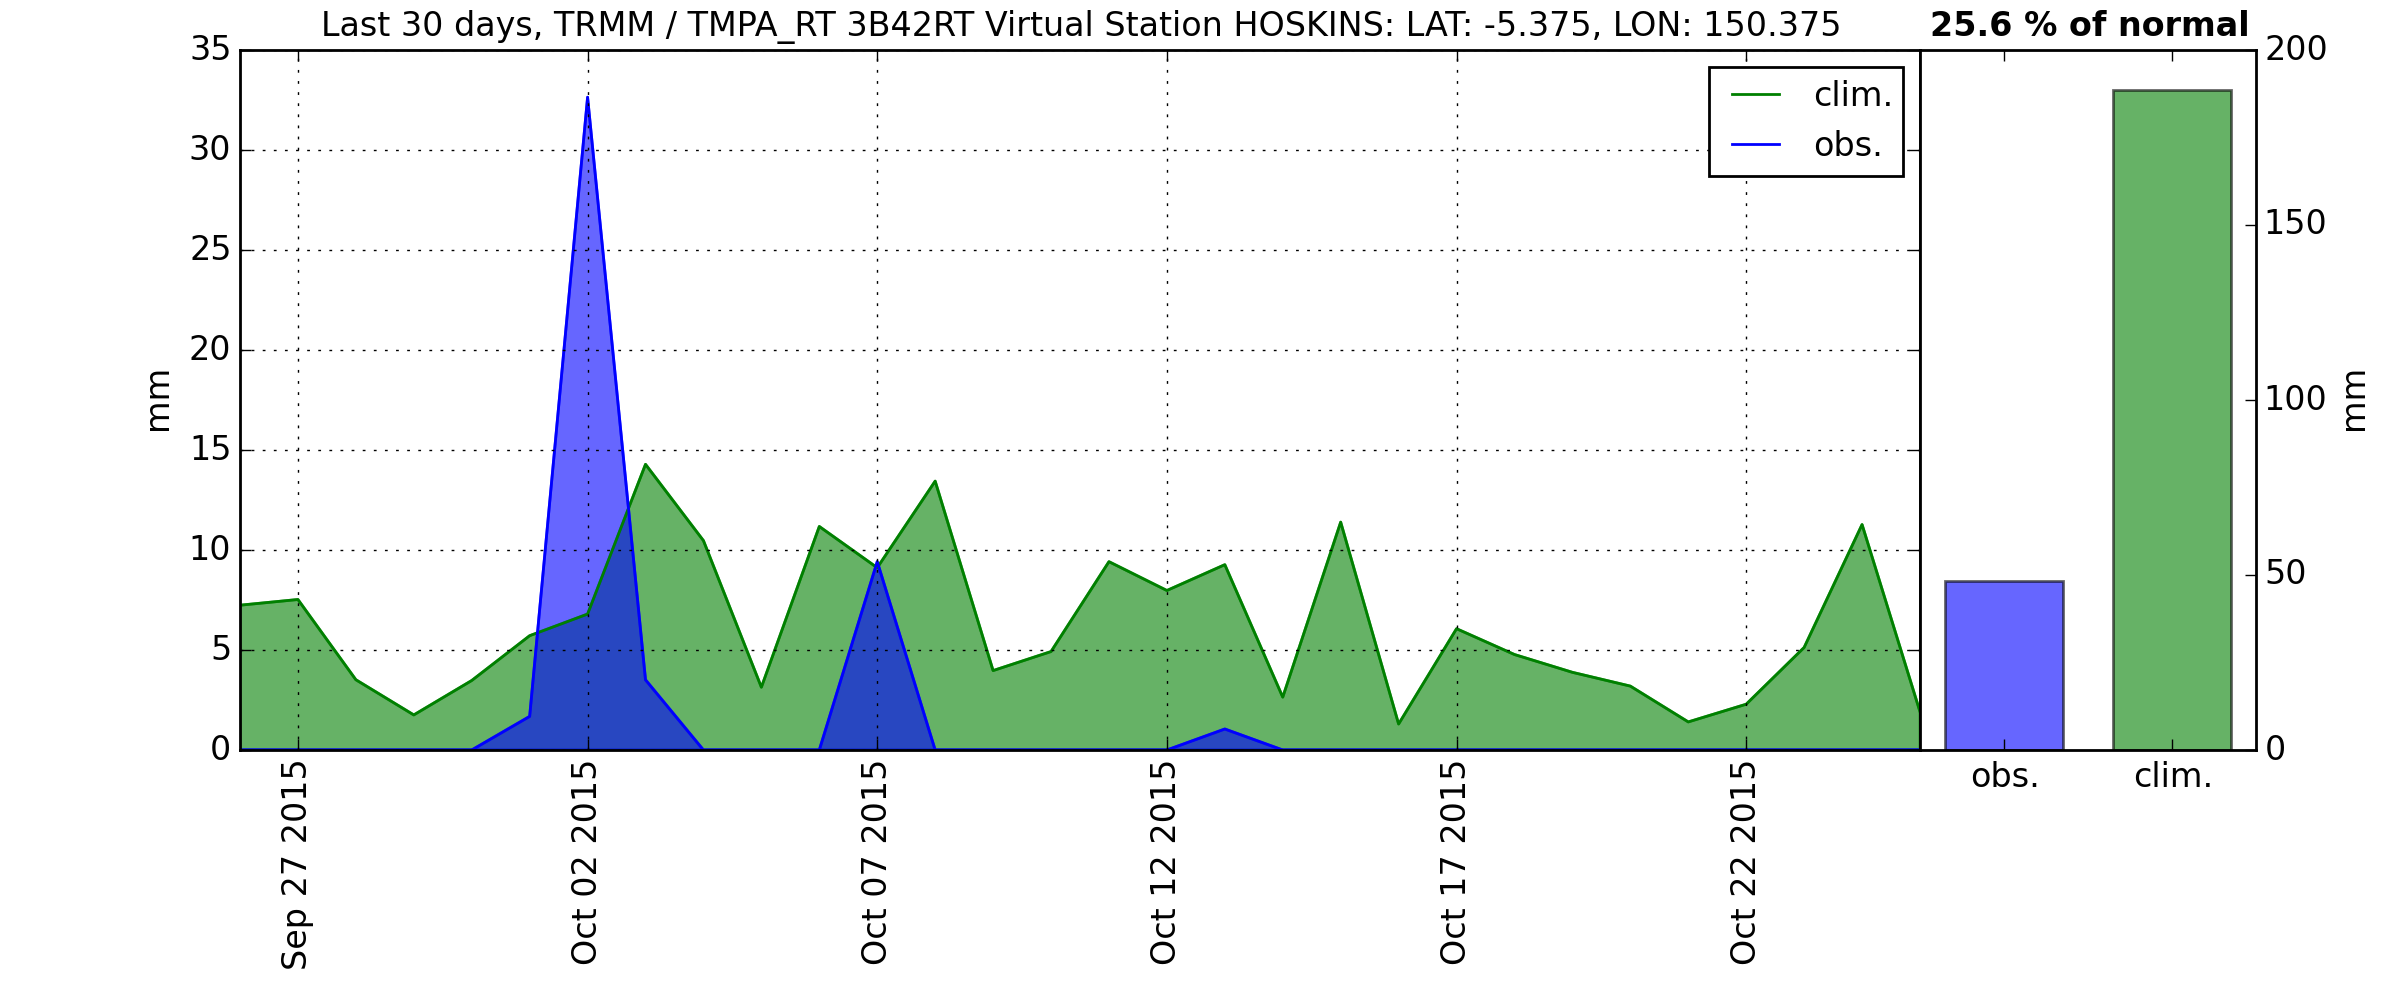 Last 30 days, TRMM / TMPA_RT 3B42RT Virtual Station HOSKINS: LAT: -5.375, LON: 150.375
25.6 % of normal
35
30
25
20
15
10
5
0
mm
clim.
obs.
Sep 27 2015
Oct 02 2015
Oct 07 2015
Oct 12 2015
Oct 17 2015
Oct 22 2015
200
150
100
50
0
mm
obs.
clim.